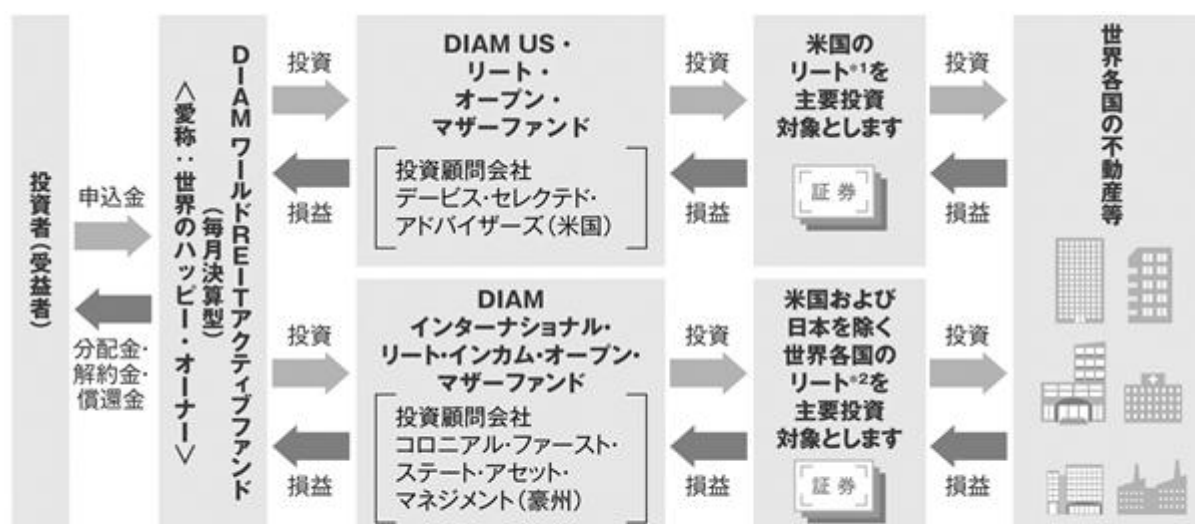 投資者(受益者)
申込金
分配金・
解約金・
償還金
DIAMワールドREITアクティブファンド
(毎月決算型)
<愛称：世界のハッピー・オーナー>
投資
損益
投資
損益
DIAM US・
リート・
オープン・
マザーファンド
投資顧問会社
デービス・セレクテド・
アドバイザーズ(米国)
投資
損益
米国の
リート*1を
主要投資
対象とします
証券
投資
損益
DIAM
インターナショナル・
リート・インカム・オープン・
マザーファンド
投資顧問会社
コロニアル・ファースト・
ステート・アセット・
マネジメント(豪州)
投資
損益
米国および
日本を除く
世界各国の
リート*2を
主要投資
対象とします
証券
投資
損益
世界各国の不動産等